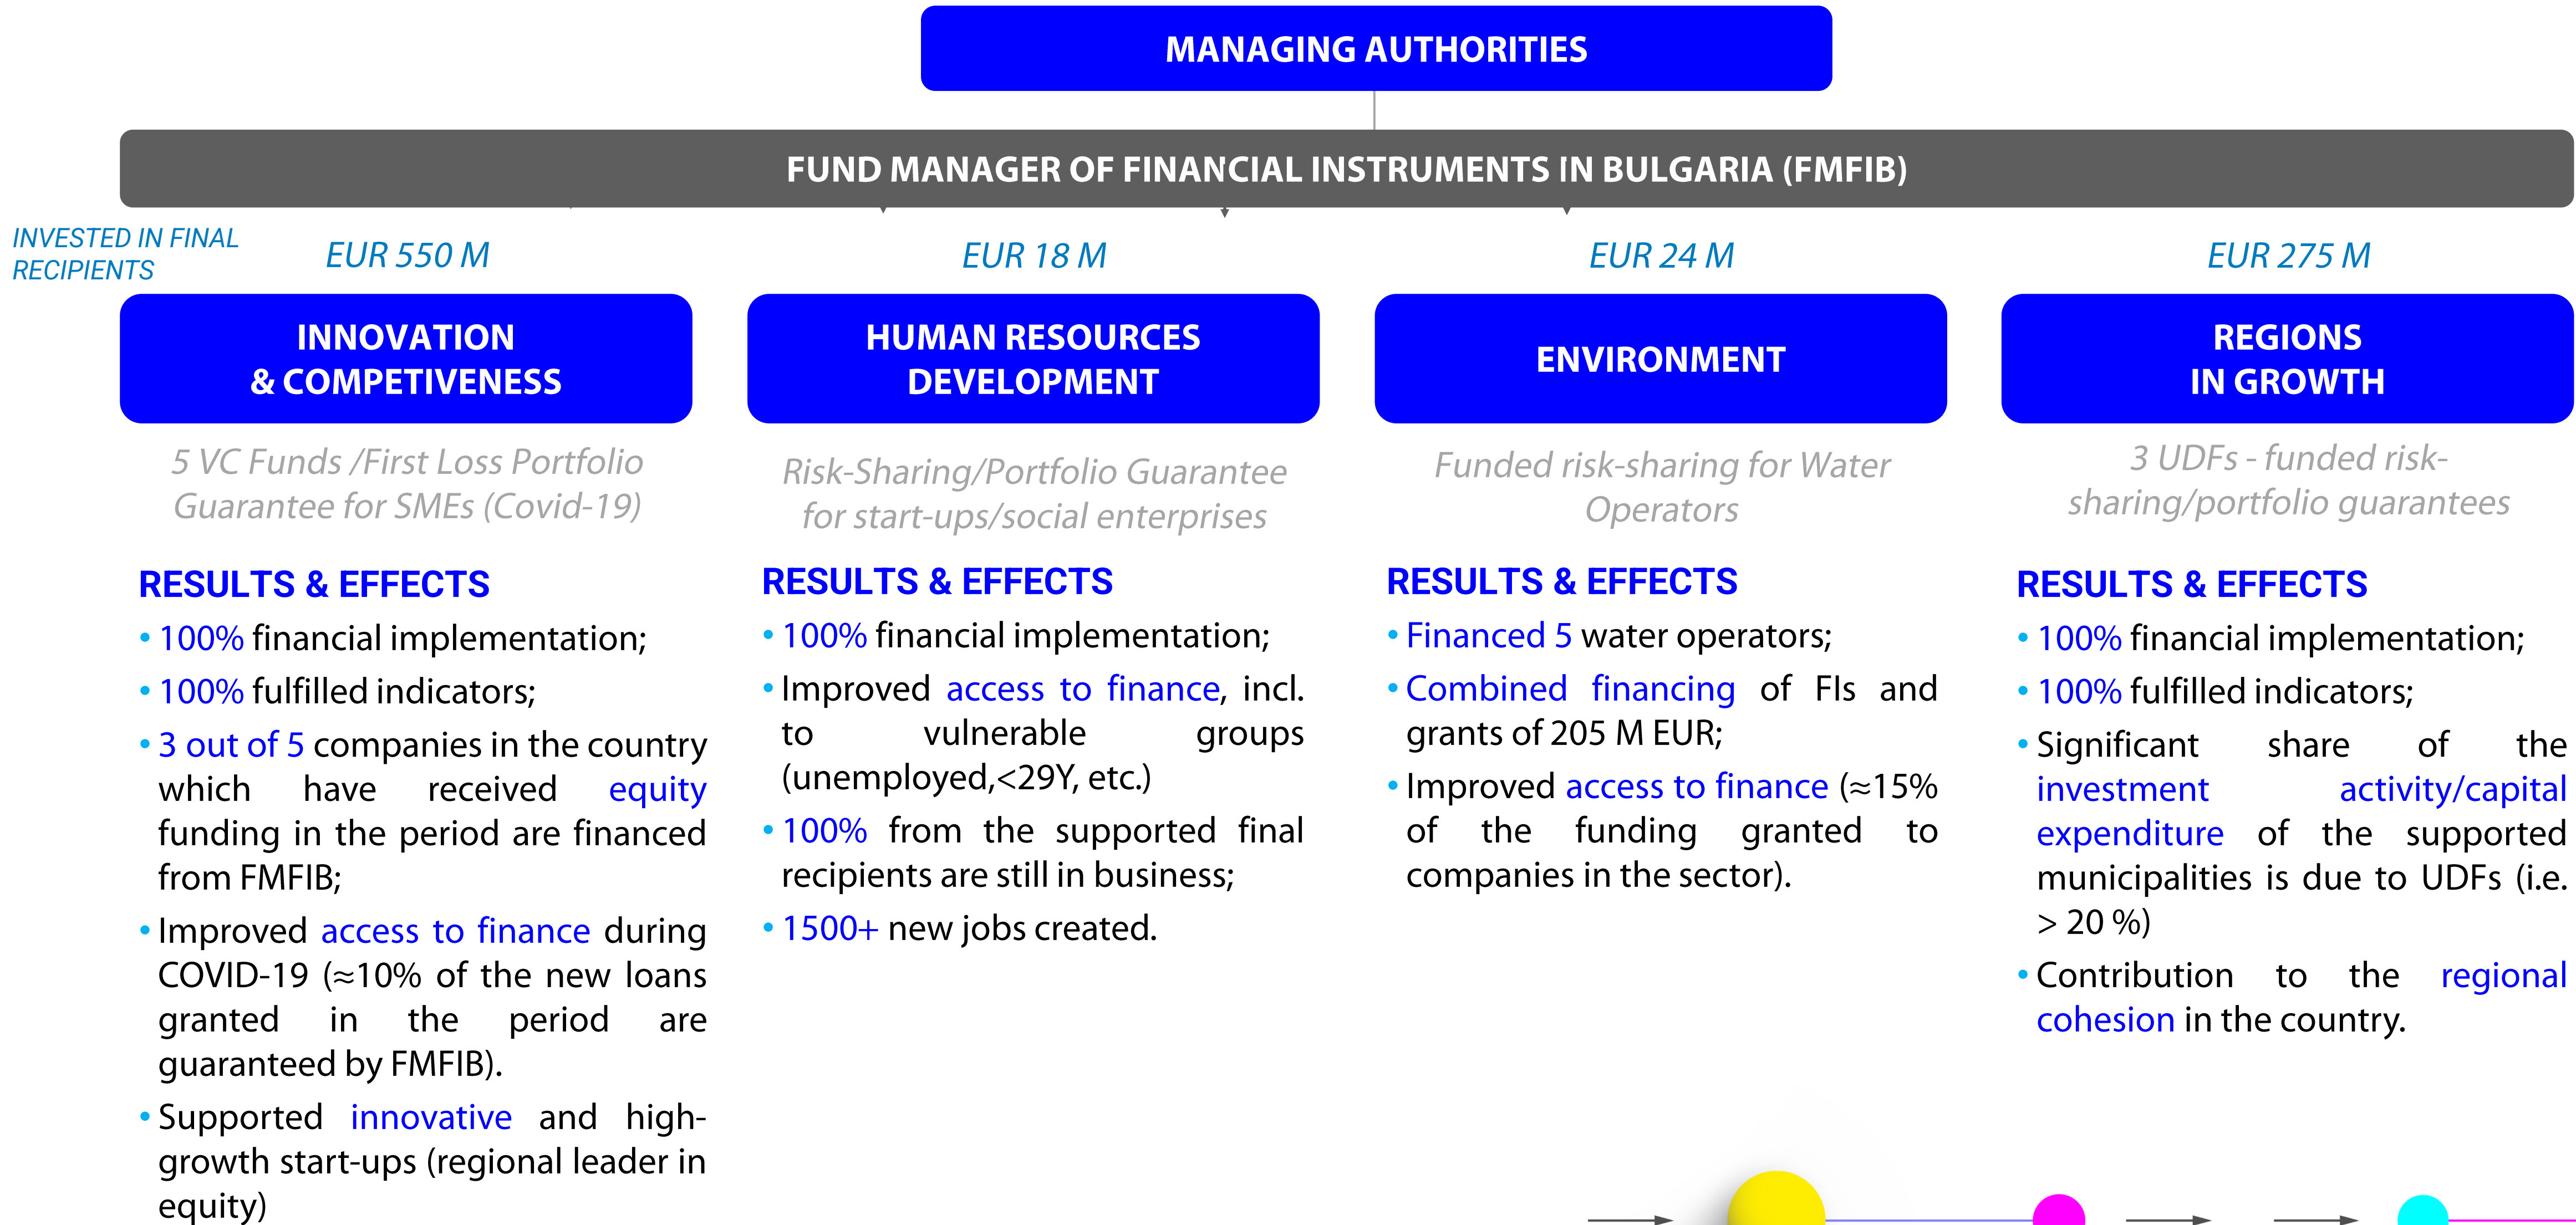 MANAGING AUTHORITIES
FUND MANAGER OF FINANCIAL INSTRUMENTS IN BULGARIA (FMFIB)
INVESTED IN FINAL
RECIPIENTS
EUR 550 M
EUR 18 M
EUR 24 M
EUR 275 M
INNOVATION
& COMPETIVENESS
HUMAN RESOURCES
DEVELOPMENT
ENVIRONMENT
REGIONS
IN GROWTH
5 VC Funds /First Loss Portfolio
Guarantee for SMEs (Covid-19)
Risk-Sharing/Portfolio Guarantee
for start-ups/social enterprises
Funded risk-sharing for Water
Operators
3 UDFs - funded risk-
sharing/portfolio guarantees
RESULTS & EFFECTS
• 100% financial implementation;
• 100% fulfilled indicators;
• 3 out of 5 companies in the country
which have received equity
funding in the period are financed
from FMFIB;
• Improved access to finance during
COVID-19 (≈10% of the new loans
granted in the period are
guaranteed by FMFIB).
• Supported innovative and high-
growth start-ups (regional leader in
equity)
RESULTS & EFFECTS
• 100% financial implementation;
• Improved access to finance, incl.
to vulnerable groups
(unemployed,<29Y, etc.)
• 100% from the supported final
recipients are still in business;
• 1500+ new jobs created.
RESULTS & EFFECTS
• Financed 5 water operators;
• Combined financing of FIs and
grants of 205 M EUR;
• Improved access to finance (≈15%
of the funding granted to
companies in the sector).
RESULTS & EFFECTS
• 100% financial implementation;
• 100% fulfilled indicators;
• Significant share of the
investment activity/capital
expenditure of the supported
municipalities is due to UDFs (i.e.
> 20 %)
• Contribution to the regional
cohesion in the country.